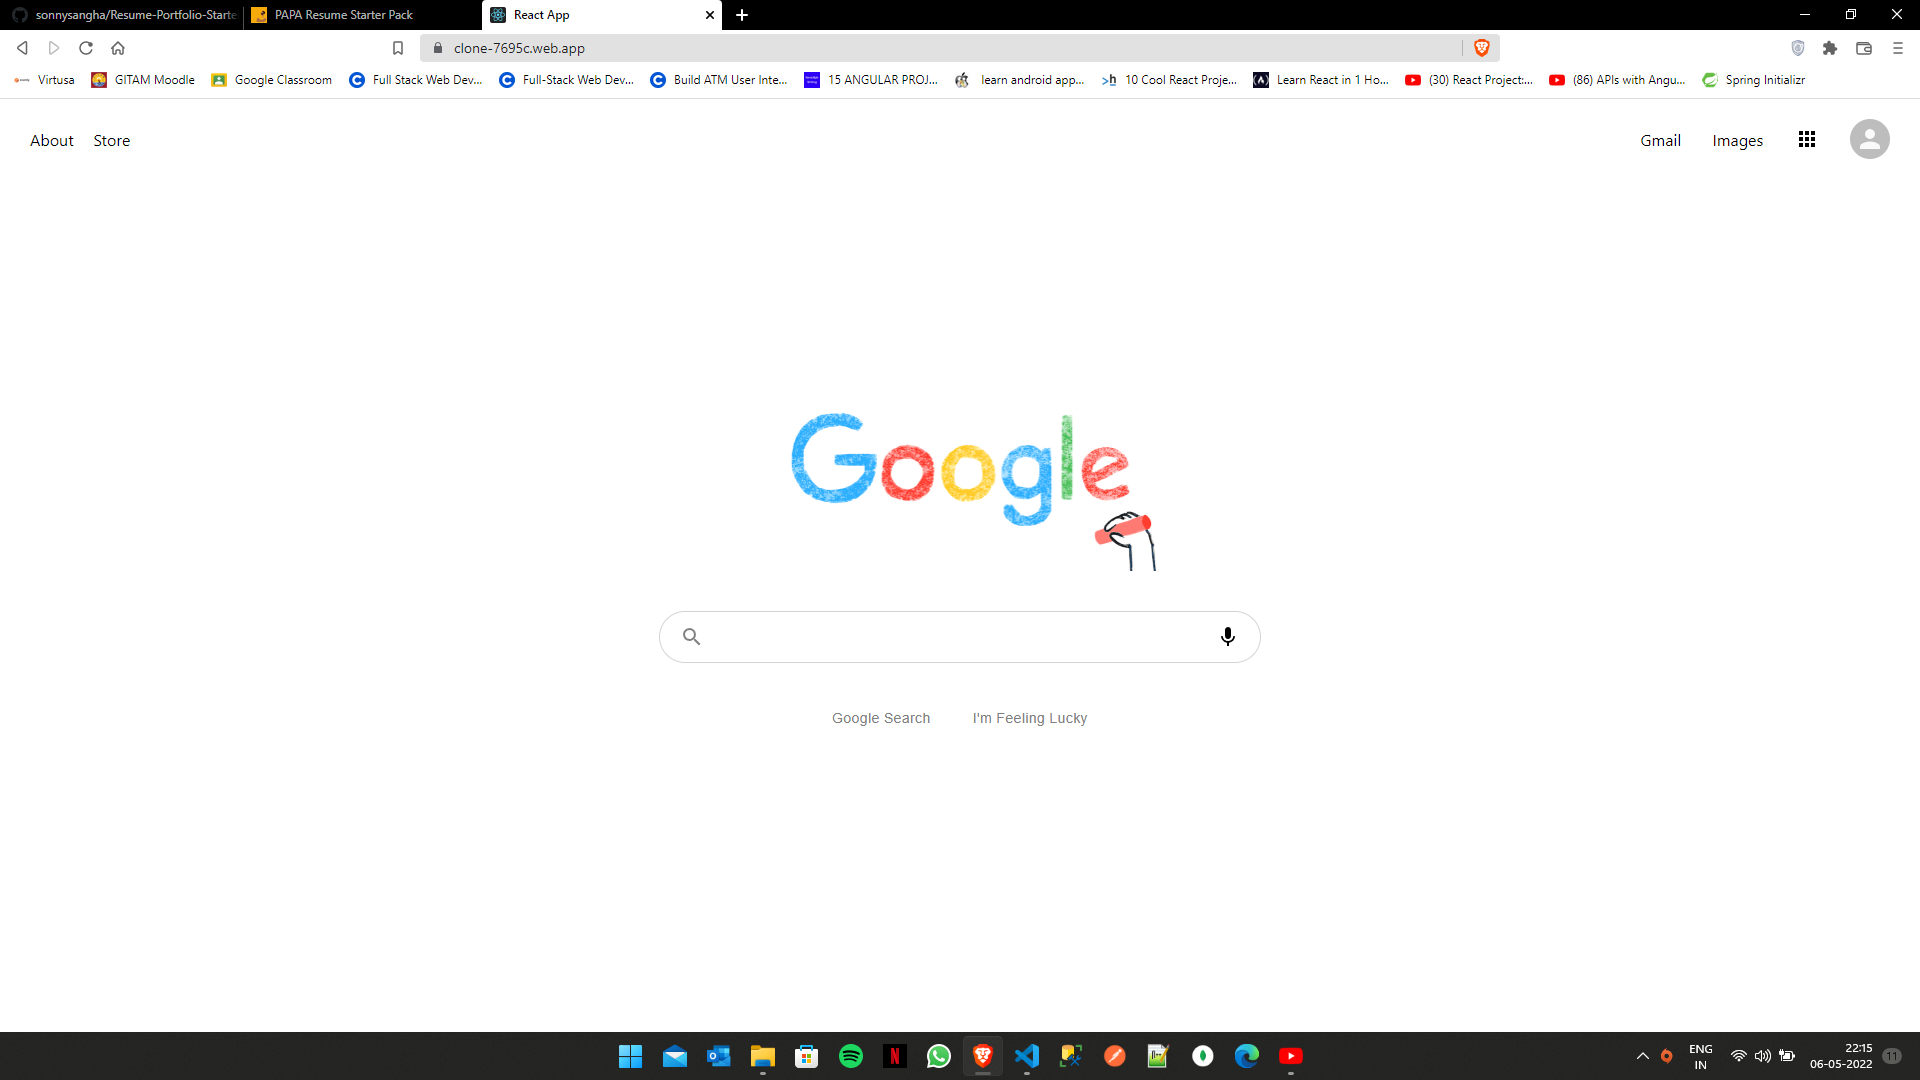 sonnysangha/Resume-Portfolio-Starte
PAPA Resume Starter Pack
React App
clone-7695c.web.app
Virtusa
GITAM Moodle
Google Classroom
Full Stack Web Dev...
Full-Stack Web Dev...
Build ATM User Inte...
15 ANGULAR PROJ...
learn android app...
10 Cool React Proje...
Learn React in 1 Ho...
(30) React Project:...
(86) APIs with Angu...
Spring Initializr
About
Store
Gmail
Images
Google
Google Search
I'm Feeling Lucky
ENG
IN
22:15
06-05-2022
11